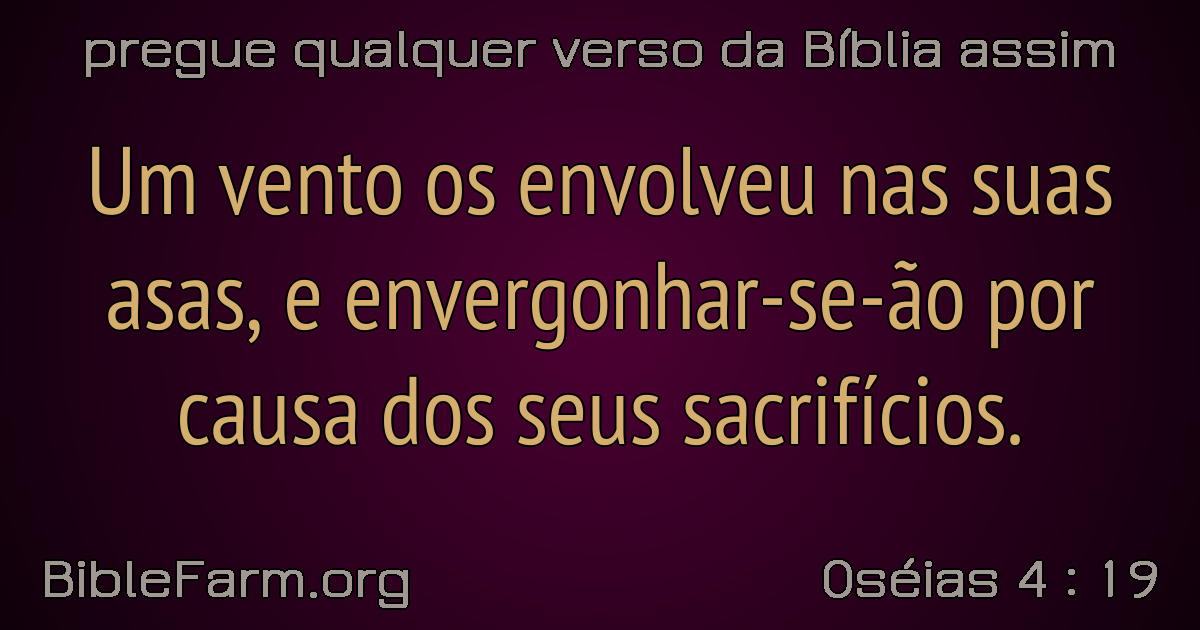 pregue qualquer verso da Bíblia assim
Um vento os envolveu nas suas
asas, e envergonhar-se-ão por
causa dos seus sacrifícios.
BibleFarm.org
Oséias 4 : 19